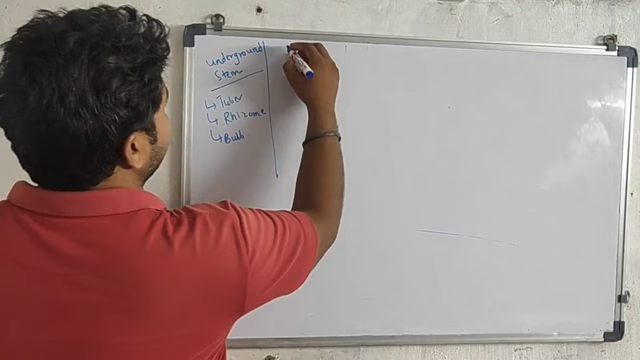 underground
Stem
↳ Tuber
↳ Rhizome
↳ Bulb